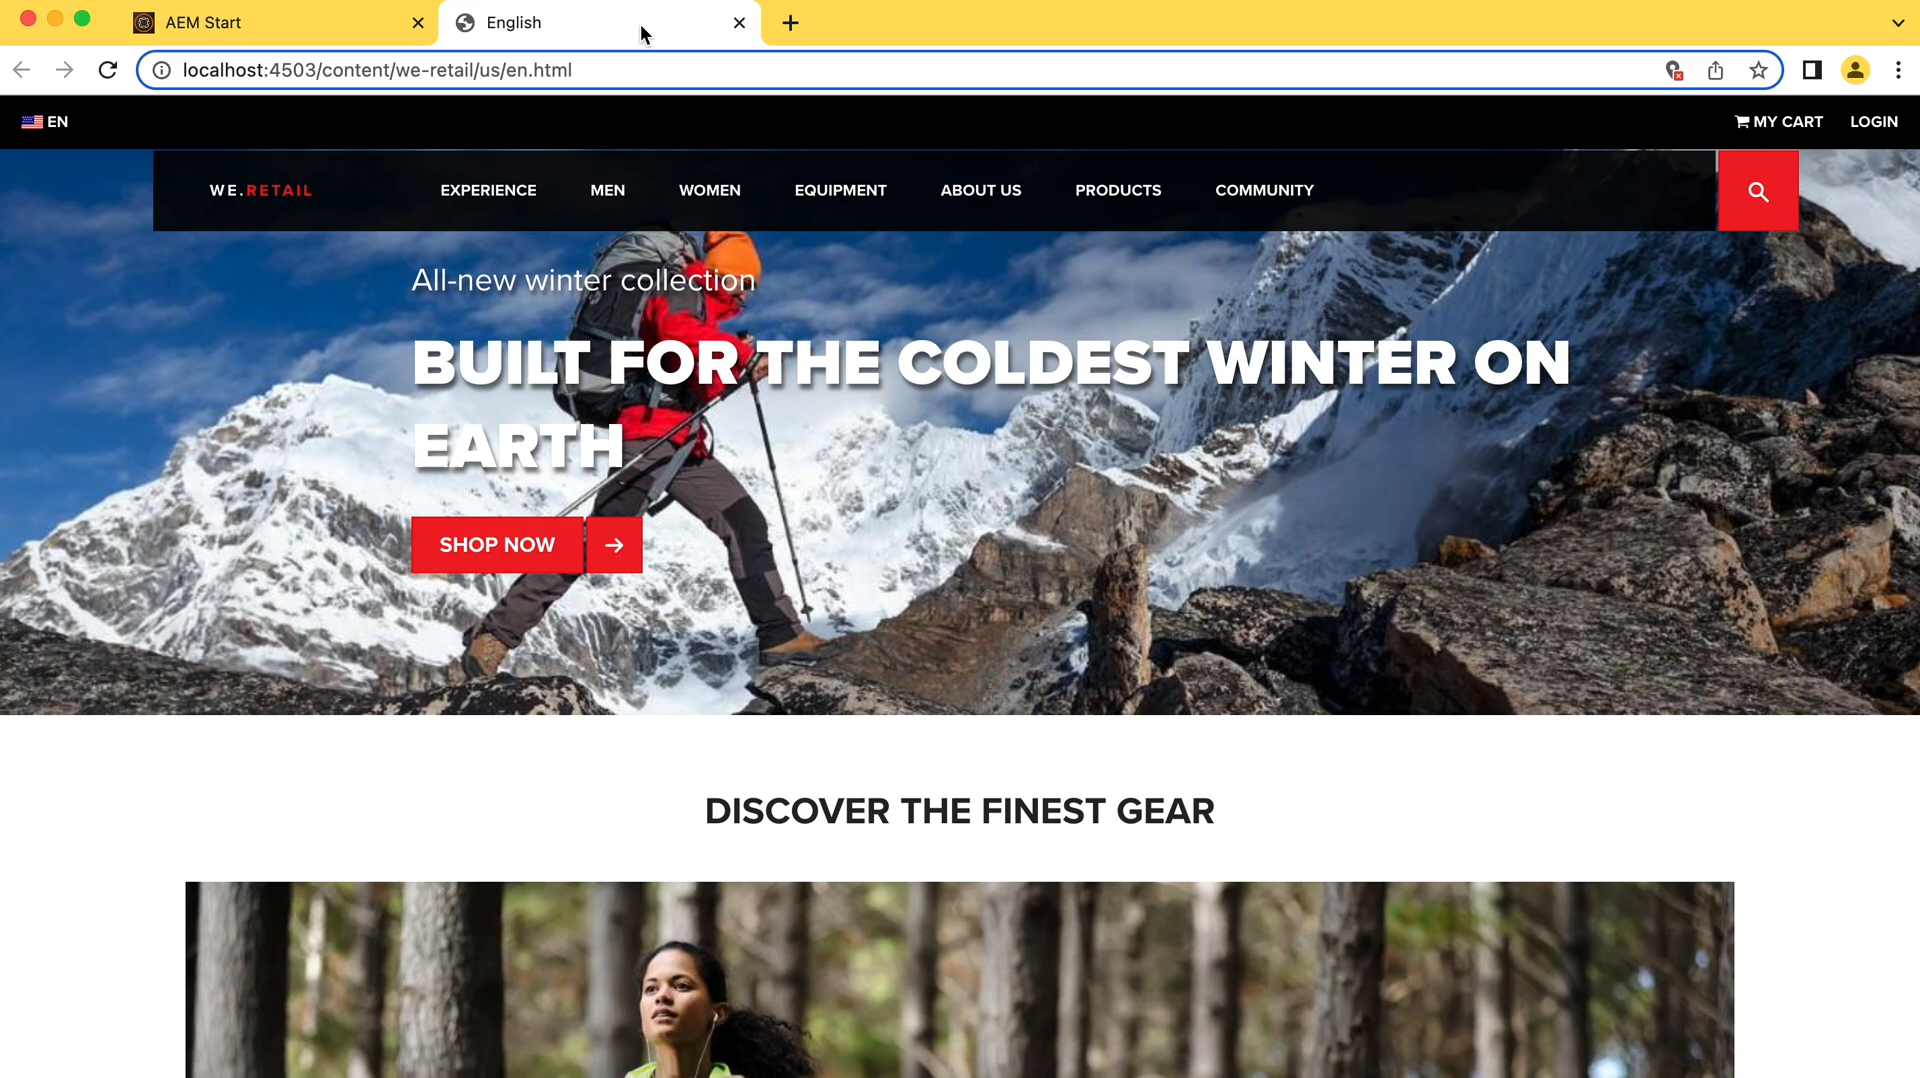 AEM Start
English
localhost:4503/content/we-retail/us/en.html
EN
MY CART
LOGIN
WE.RETAIL
EXPERIENCE
MEN
WOMEN
EQUIPMENT
ABOUT US
PRODUCTS
COMMUNITY
All-new winter collection
BUILT FOR THE COLDEST WINTER ON
EARTH
SHOP NOW
DISCOVER THE FINEST GEAR